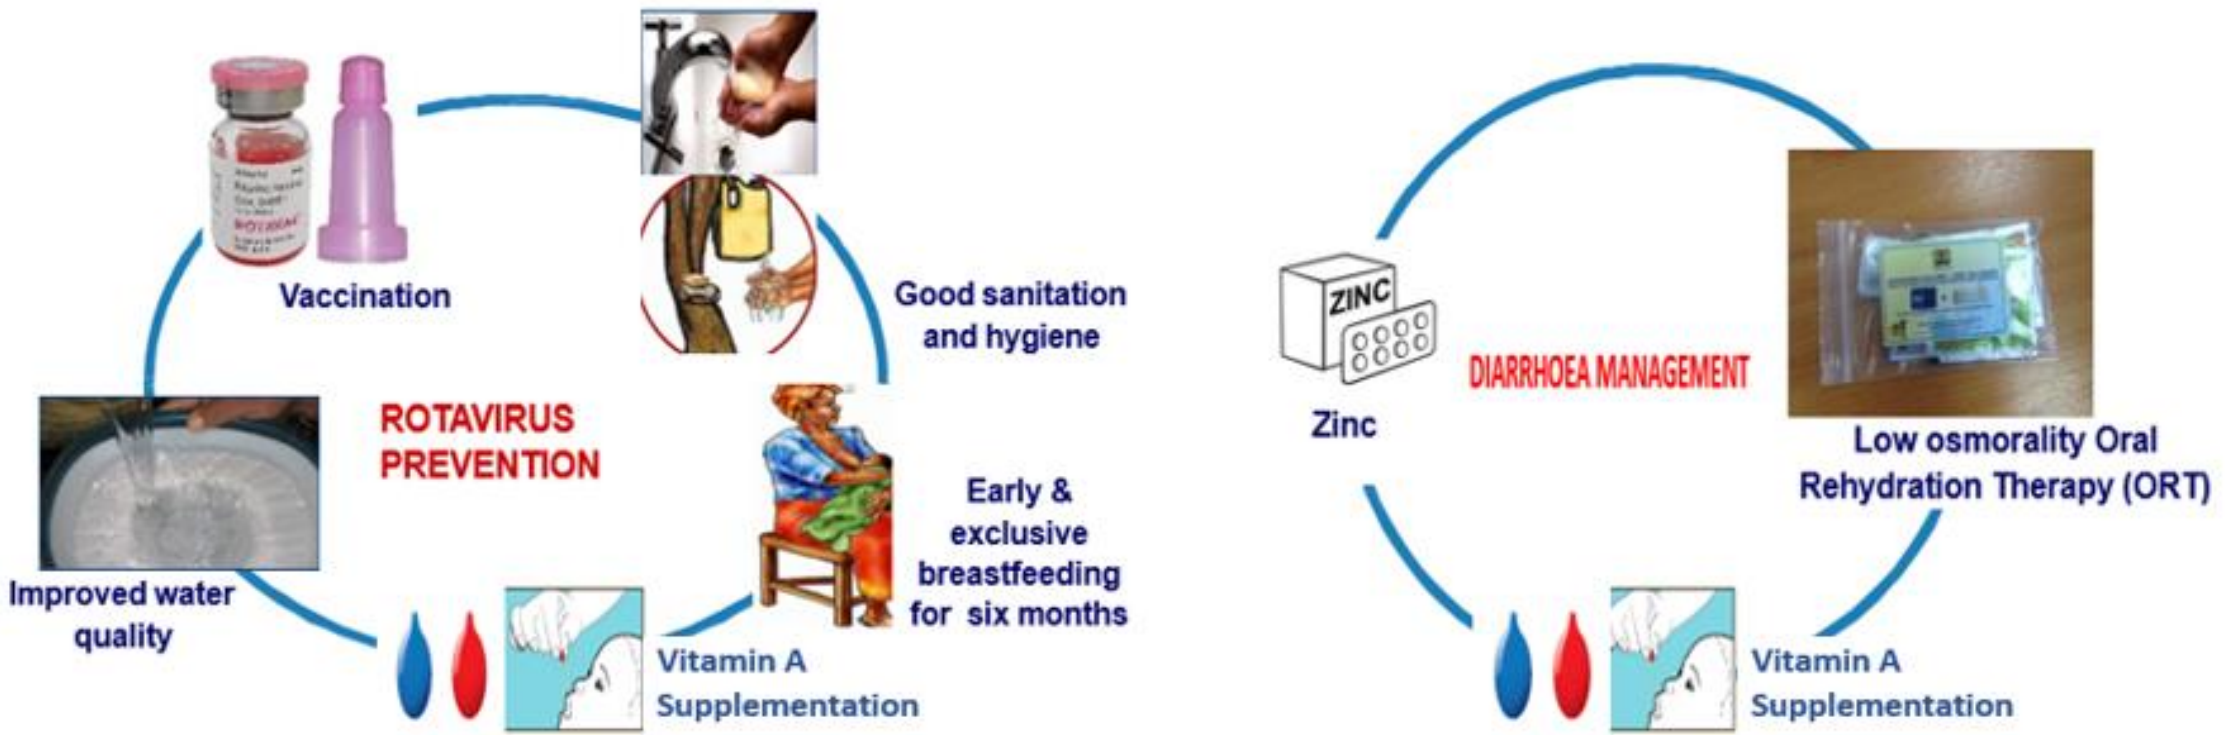 Vaccination
Good sanitation
and hygiene
ROTAVIRUS
PREVENTION
Early &
exclusive
breastfeeding
for six months
Improved water
quality
Vitamin A
Supplementation
ZINC
DIARRHOEA MANAGEMENT
Zinc
Low osmorality Oral
Rehydration Therapy (ORT)
Vitamin A
Supplementation